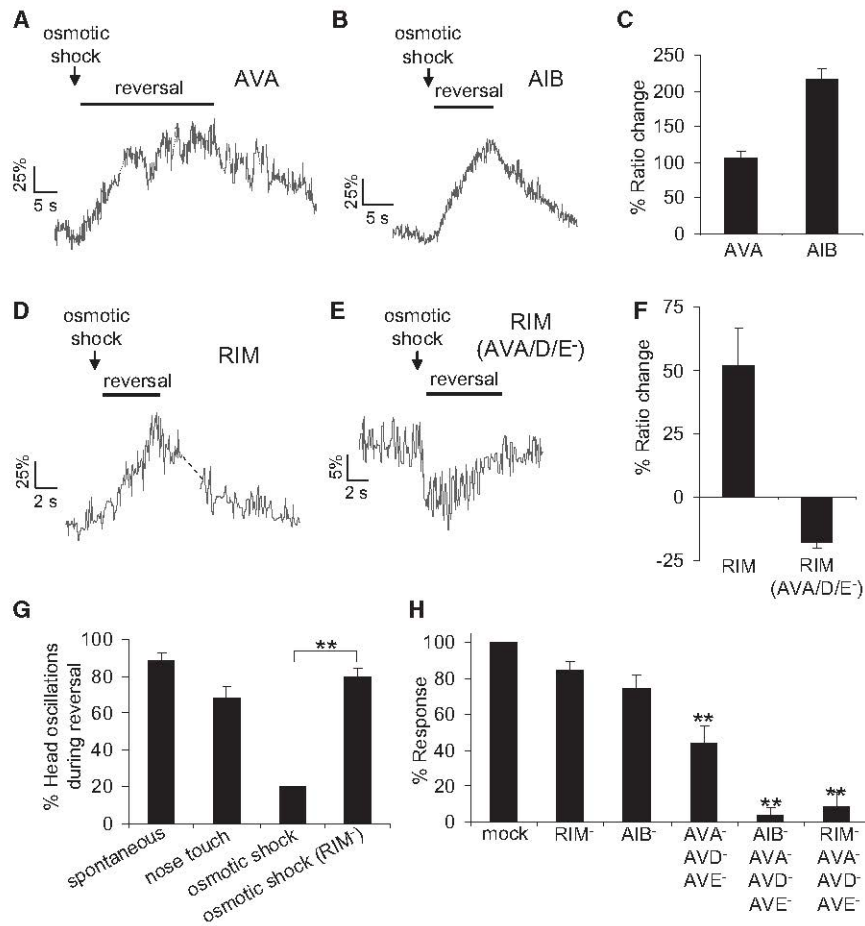 A
osmotic
shock
reversal
AVA
25%
5 s
B
osmotic
shock
reversal
AIB
25%
5 s
C
% Ratio change
250
200
150
100
50
0
AVA
AIB
D
osmotic
shock
reversal
RIM
25%
2 s
E
osmotic
shock
RIM
(AVA/D/E-)
reversal
5%
2 s
F
% Ratio change
75
50
25
0
-25
RIM
RIM
(AVA/D/E-)
G
% Head oscillations
during reversal
100
80
60
40
20
0
**
spontaneous
nose touch
osmotic shock
osmotic shock (RIM-)
H
% Response
100
80
60
40
20
0
**
**
**
mock
RIM-
AIB-
AVA-
AVD-
AVE-
AIB-
AVA-
AVD-
AVE-
RIM-
AVA-
AVD-
AVE-